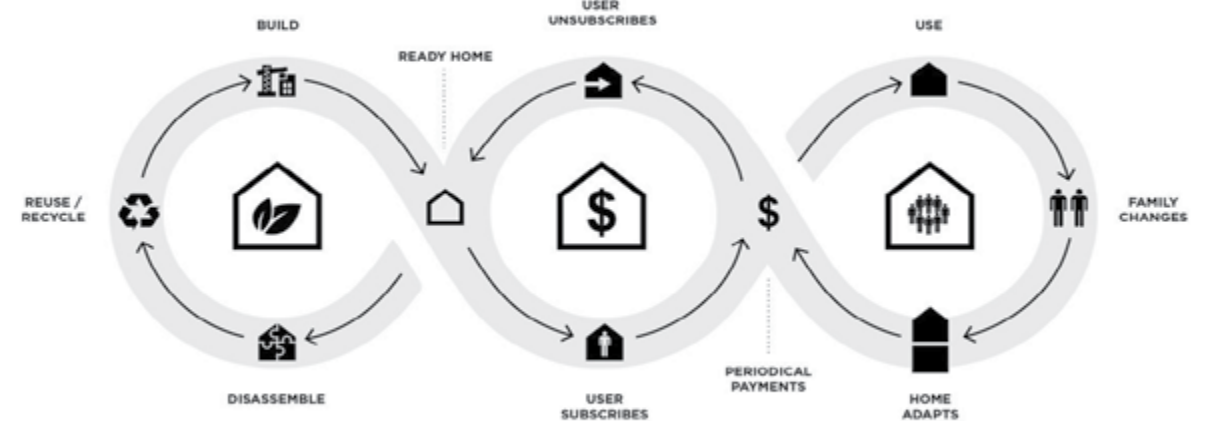 USER
UNSUBSCRIBES
BUILD
USE
READY HOME
$
$
REUSE /
RECYCLE
FAMILY
CHANGES
PERIODICAL
PAYMENTS
DISASSEMBLE
USER
SUBSCRIBES
HOME
ADAPTS